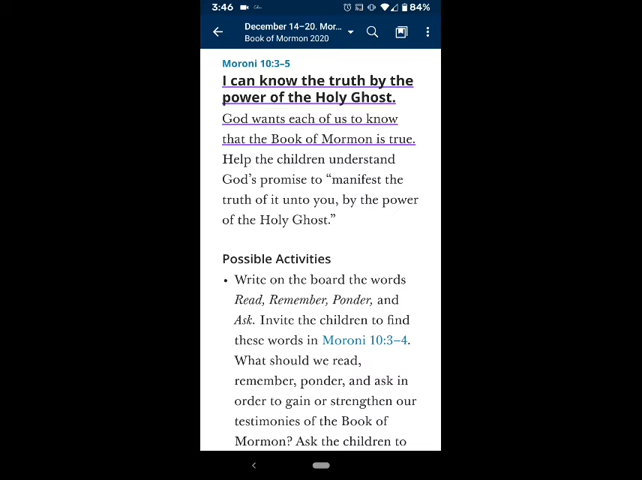 3:46
84%
December 14–20. Mor...
Book of Mormon 2020
Moroni 10:3–5
I can know the truth by the
power of the Holy Ghost.
God wants each of us to know
that the Book of Mormon is true.
Help the children understand
God's promise to “manifest the
truth of it unto you, by the power
of the Holy Ghost.”
Possible Activities
• Write on the board the words
Read, Remember, Ponder, and
Ask. Invite the children to find
these words in Moroni 10:3–4.
What should we read,
remember, ponder, and ask in
order to gain or strengthen our
testimonies of the Book of
Mormon? Ask the children to